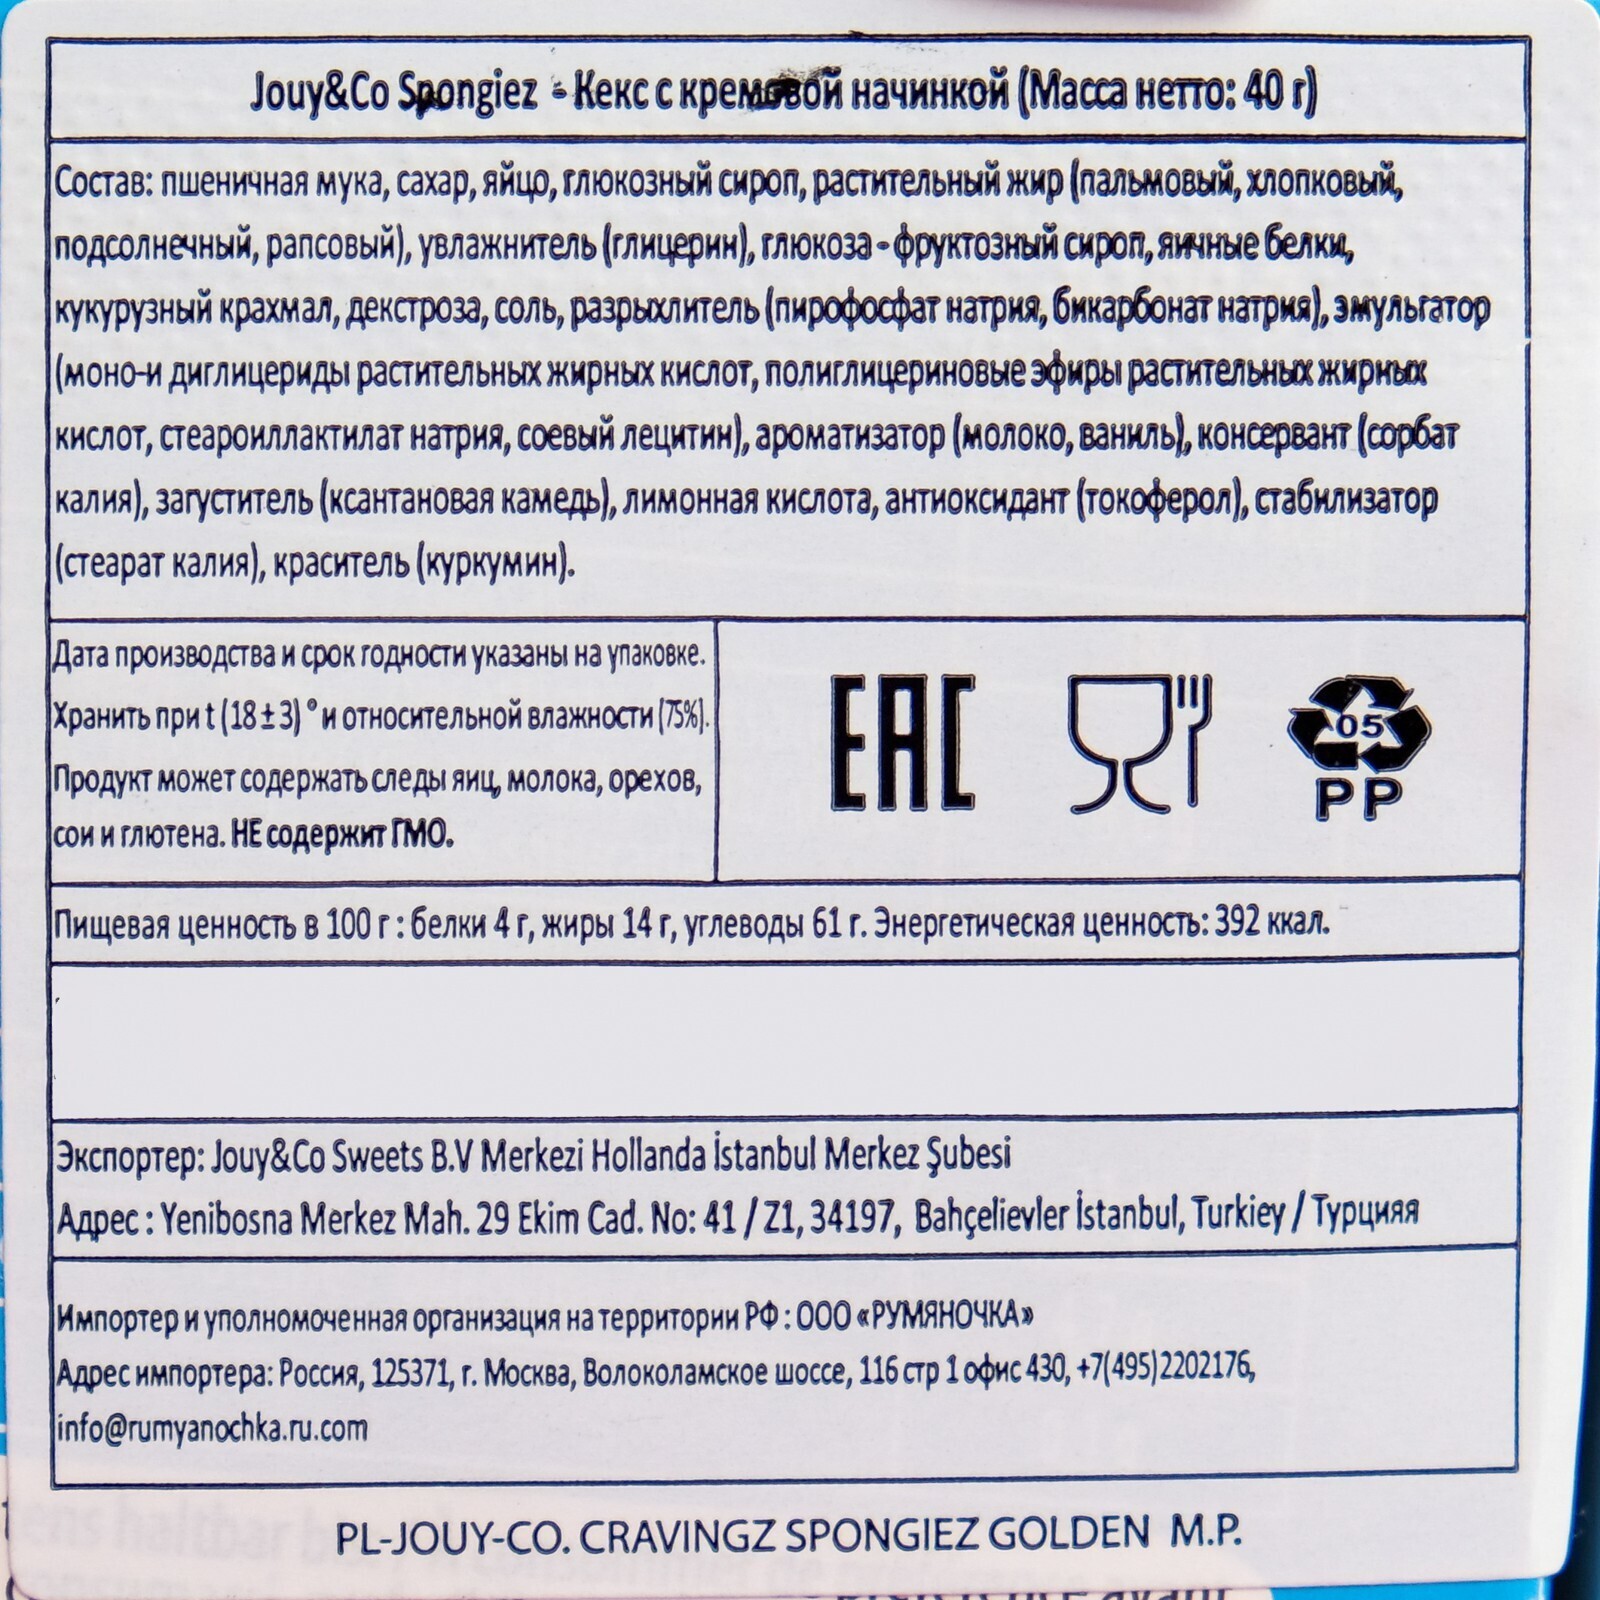 Jouy&Co Spongiez - Кекс с кремовой начинкой (Масса нетто: 40 г)
Состав: пшеничная мука, сахар, яйцо, глюкозный сироп, растительный жир (пальмовый, хлопковый,
подсолнечный, рапсовый), увлажнитель (глицерин), глюкоза - фруктозный сироп, яичные белки,
кукурузный крахмал, декстроза, соль, разрыхлитель (пирофосфат натрия, бикарбонат натрия), эмульгатор
(моно-и диглицериды растительных жирных кислот, полиглицериновые эфиры растительных жирных
кислот, стеароиллактилат натрия, соевый лецитин), ароматизатор (молоко, ваниль), консервант (сорбат
калия), загуститель (ксантановая камедь), лимонная кислота, антиоксидант (токоферол), стабилизатор
(стеарат калия), краситель (куркумин).
Дата производства и срок годности указаны на упаковке.
Хранить при t (18 ± 3) ° и относительной влажности (75%).
Продукт может содержать следы яиц, молока, орехов,
сои и глютена. НЕ содержит ГМО.
EAC
05
PP
Пищевая ценность в 100 г : белки 4 г, жиры 14 г, углеводы 61 г. Энергетическая ценность: 392 ккал.
Экспортер: Jouy&Co Sweets B.V Merkezi Hollanda İstanbul Merkez Şubesi
Адрес : Yenibosna Merkez Mah. 29 Ekim Cad. No: 41 / Z1, 34197, Bahçelievler İstanbul, Turkiey / Турцияя
Импортер и уполномоченная организация на территории РФ : ООО «РУМЯНОЧКА»
Адрес импортера: Россия, 125371, г. Москва, Волоколамское шоссе, 116 стр 1 офис 430, +7(495)2202176,
info@rumyanochka.ru.com
PL-JOUY-CO. CRAVINGZ SPONGIEZ GOLDEN M.P.
ens haltbar